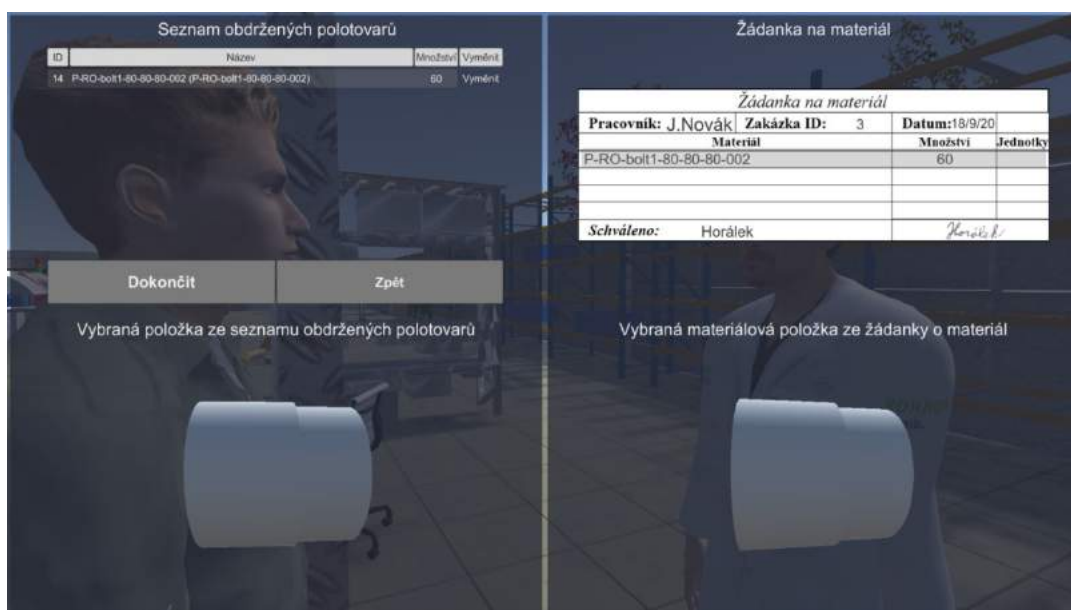 Seznam obdržených polotovarů
ID Název Množství Vyměnit
14 P-RO-bolt1-80-80-80-002 (P-RO-bolt1-80-80-80-002) 60 Vyměnit
Dokončit Zpět
Vybraná položka ze seznamu obdržených polotovarů
Žádanka na materiál
Žádanka na materiál
Pracovník: J.Novák Zakázka ID: 3 Datum:18/9/20
Materiál Množství Jednotky
P-RO-bolt1-80-80-80-002 60
Schváleno: Horálek
Vybraná materiálová položka ze žádanky o materiál